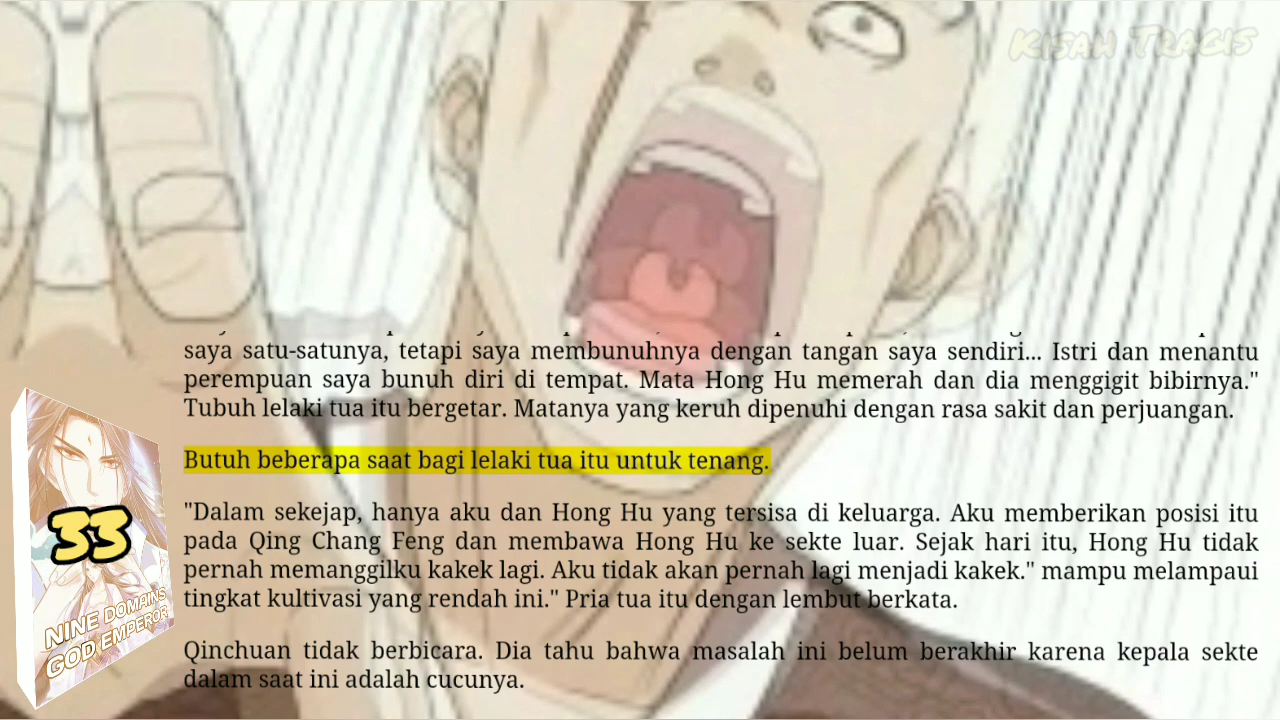 Kisah Tragis
saya satu-satunya, tetapi saya membunuhnya dengan tangan saya sendiri... Istri dan menantu
perempuan saya bunuh diri di tempat. Mata Hong Hu memerah dan dia menggigit bibirnya."
Tubuh lelaki tua itu bergetar. Matanya yang keruh dipenuhi dengan rasa sakit dan perjuangan.
Butuh beberapa saat bagi lelaki tua itu untuk tenang.
"Dalam sekejap, hanya aku dan Hong Hu yang tersisa di keluarga. Aku memberikan posisi itu
pada Qing Chang Feng dan membawa Hong Hu ke sekte luar. Sejak hari itu, Hong Hu tidak
pernah memanggilku kakek lagi. Aku tidak akan pernah lagi menjadi kakek." mampu melampaui
tingkat kultivasi yang rendah ini." Pria tua itu dengan lembut berkata.
Qinchuan tidak berbicara. Dia tahu bahwa masalah ini belum berakhir karena kepala sekte
dalam saat ini adalah cucunya.
33
NINE DOMAINS
GOD EMPEROR